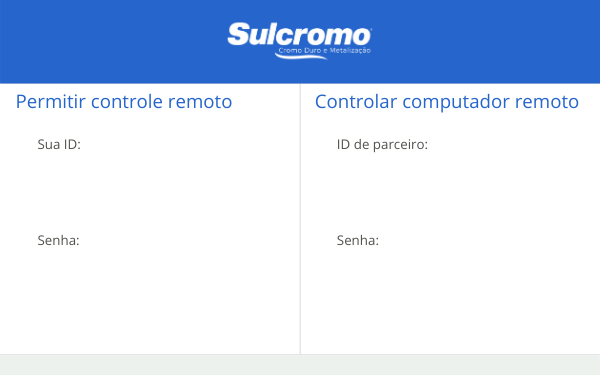 Sulcromo
Cromo Duro e Metalização
Permitir controle remoto
Sua ID:
Senha:
Controlar computador remoto
ID de parceiro:
Senha: